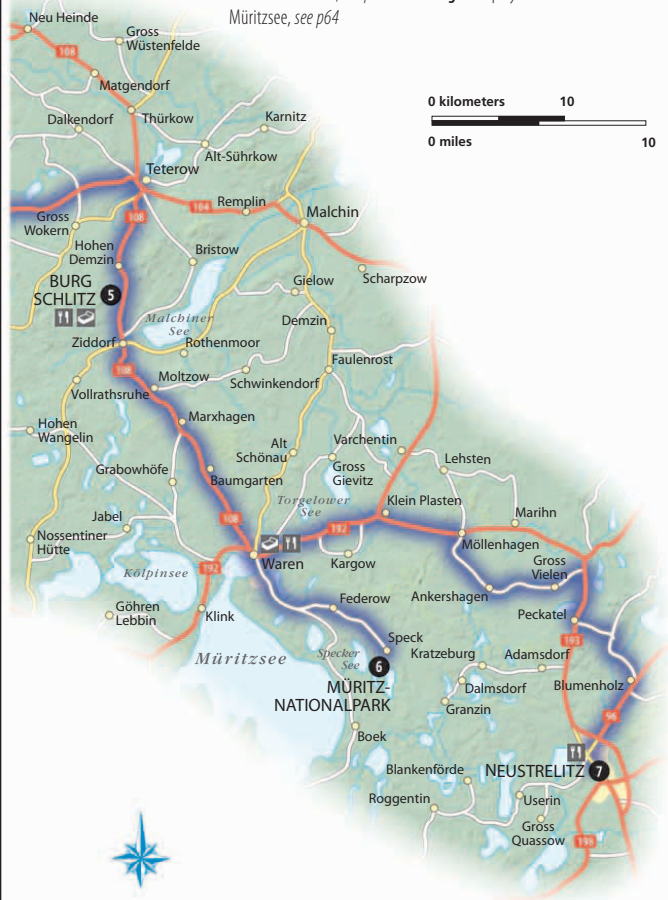 Müritzsee, see p64
Neu Heinde
Gross
Wüstenfelde
108
Matgendorf
0 kilometers 10
0 miles 10
Dalkendorf
Thürkow
Karnitz
Alt-Sührkow
Teterow
104
Remplin
Malchin
Gross
Wokern
108
Hohen
Demzin
Bristow
Scharpzow
BURG
SCHLITZ
5
Gielow
Malchiner
See
Demzin
Ziddorf
Rothenmoor
Faulenrost
108
Moltzow
Schwinkendorf
Vollrathsruhe
Marxhagen
Hohen
Wangelin
Alt
Schönau
Varchentin
Lehsten
Grabowhöfe
Baumgarten
Gross
Gievitz
Torgelower
See
Klein Plasten
Marihn
Jabel
108
192
Nossentiner
Hütte
Möllenhagen
Waren
Kargow
Gross
Vielen
Kölpinsee
192
Ankershagen
Federow
Göhren
Lebbin
Klink
Peckatel
193
Speck
Müritzsee
Specker
See
6
Kratzeburg
Adamsdorf
MÜRITZ-
NATIONALPARK
Dalmsdorf
Blumenholz
Granzin
96
Boek
Blankenförde
NEUSTRELITZ
7
Roggentin
Userin
Gross
Quassow
198